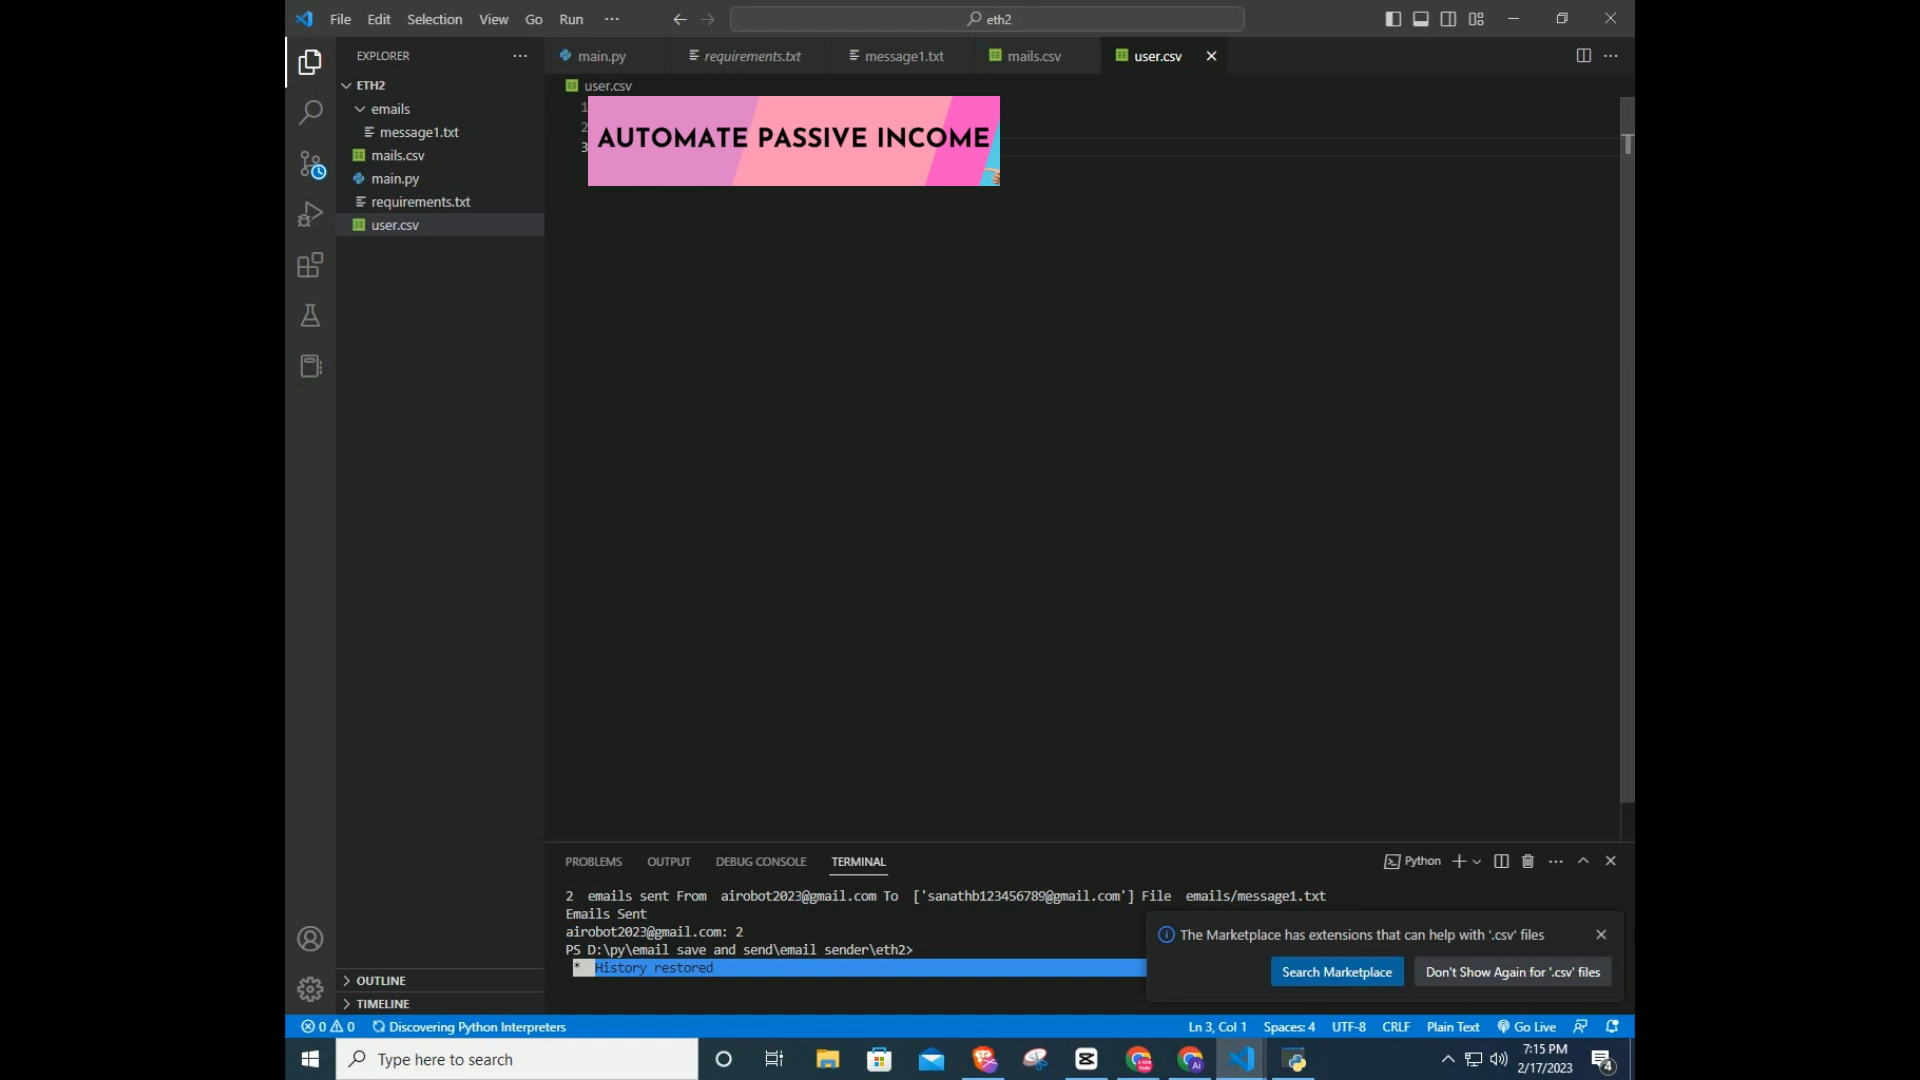 File Edit Selection View Go Run ··· eth2
EXPLORER ···
main.py requirements.txt message1.txt mails.csv user.csv
ETH2
user.csv
emails
message1.txt
mails.csv
main.py
requirements.txt
user.csv
1
2
3
AUTOMATE PASSIVE INCOME
PROBLEMS OUTPUT DEBUG CONSOLE TERMINAL Python
2 emails sent From airobot2023@gmail.com To ['sanathb123456789@gmail.com'] File emails/message1.txt
Emails Sent
airobot2023@gmail.com: 2
PS D:\py\email save and send\email sender\eth2>
* History restored
The Marketplace has extensions that can help with '.csv' files
Search Marketplace Don't Show Again for '.csv' files
OUTLINE
TIMELINE
0 0 Discovering Python Interpreters Ln 3, Col 1 Spaces: 4 UTF-8 CRLF Plain Text Go Live
Type here to search
Ai
7:15 PM
2/17/2023
4